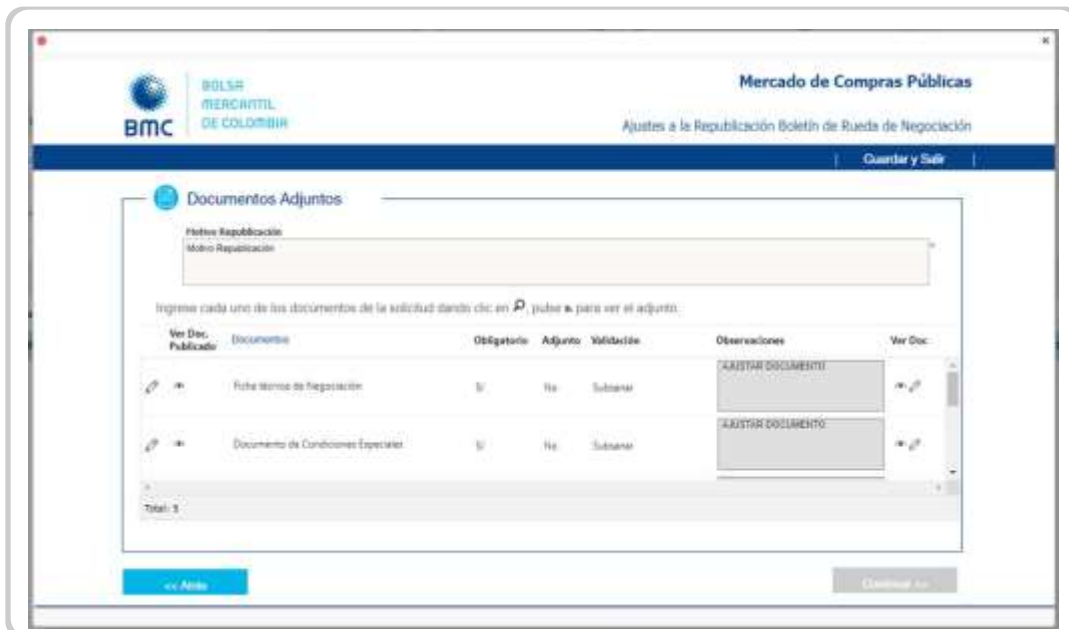 BMC
BOLSA
MERCANTIL
DE COLOMBIA
Mercado de Compras Públicas
Ajustes a la Republicación Boletín de Rueda de Negociación
Guardar y Salir
Documentos Adjuntos
Motivo Republicación
Motivo Republicación
Ingrese cada uno de los documentos de la solicitud dando clic en , pulse para ver el adjunto.
Ver Doc. Publicado Documentos Obligatorio Adjunto Validación Observaciones Ver Doc
Ficha técnica de Negociación Sí No Subsanar AJUSTAR DOCUMENTO
Documento de Condiciones Especiales Sí No Subsanar AJUSTAR DOCUMENTO
Total: 5
<< Atrás
Continuar >>